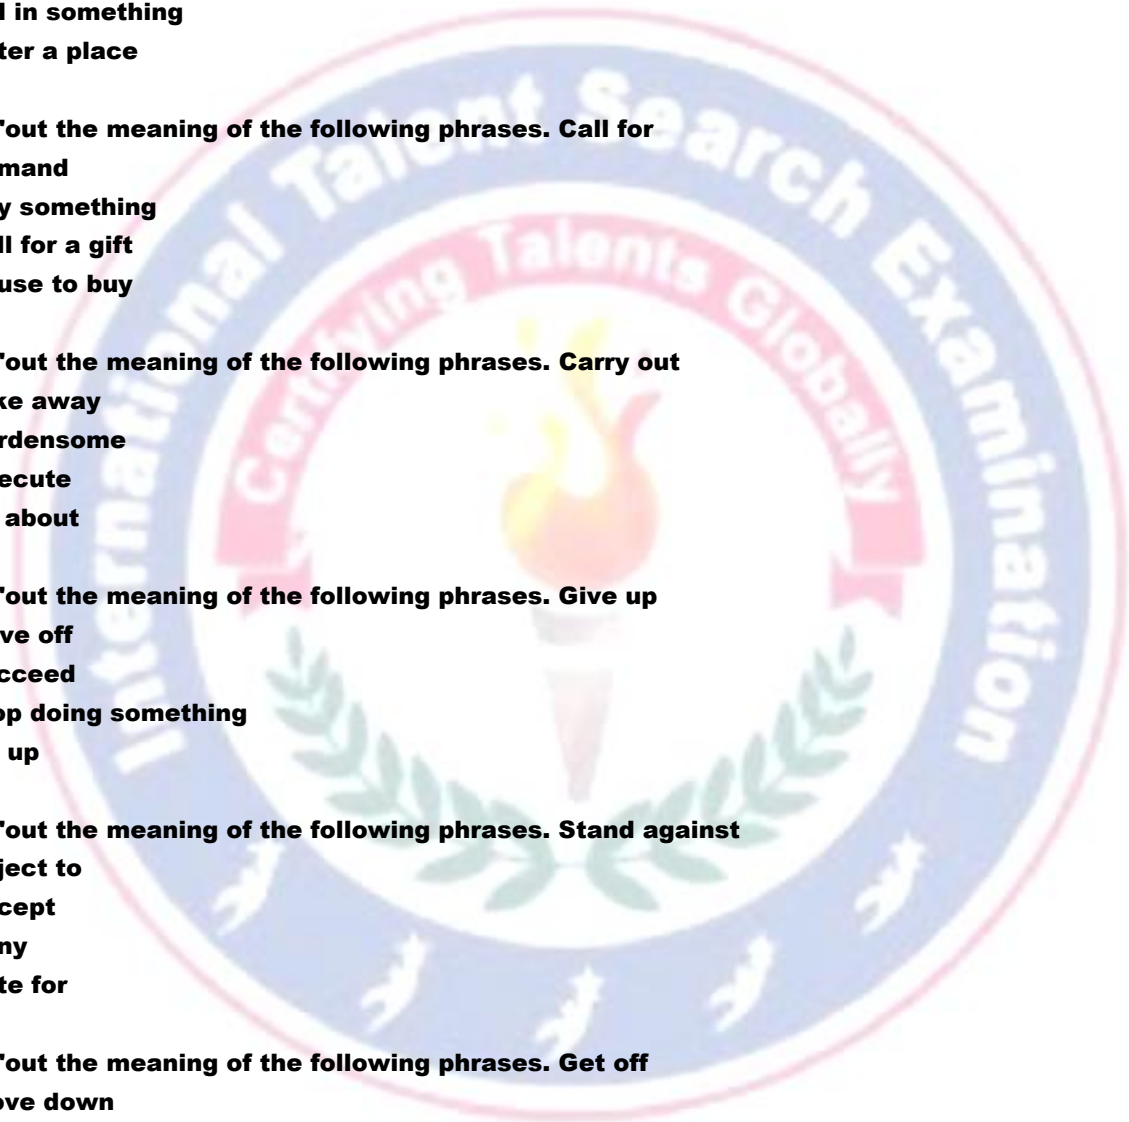 l in something
ter a place
'out the meaning of the following phrases. Call for
mand
y something
ll for a gift
use to buy
'out the meaning of the following phrases. Carry out
ke away
rdensome
ecute
about
'out the meaning of the following phrases. Give up
ve off
cceed
op doing something
up
'out the meaning of the following phrases. Stand against
ject to
cept
ny
te for
'out the meaning of the following phrases. Get off
ove down
International Talent Search Examination
Certifying Talents Globally